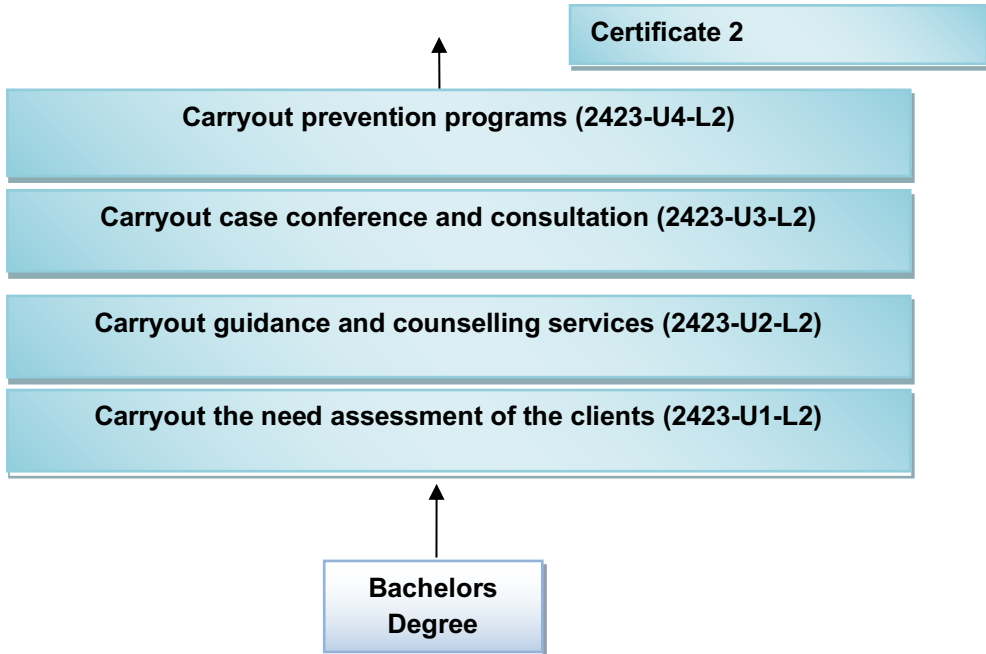 Certificate 2
Carryout prevention programs (2423-U4-L2)
Carryout case conference and consultation (2423-U3-L2)
Carryout guidance and counselling services (2423-U2-L2)
Carryout the need assessment of the clients (2423-U1-L2)
Bachelors
Degree